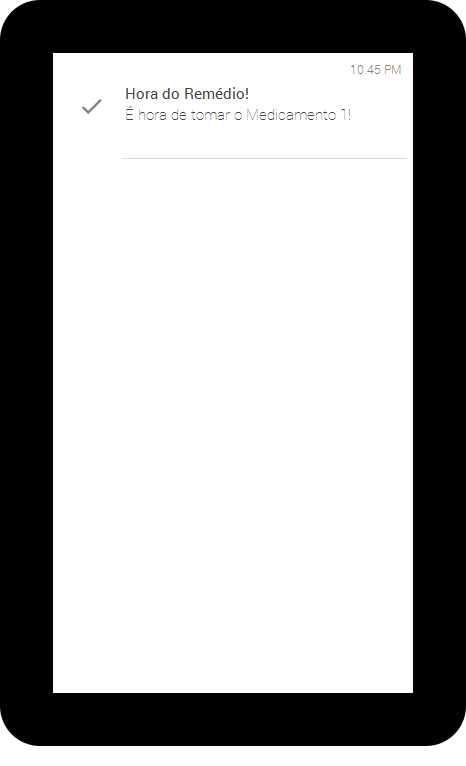 10.45 PM
Hora do Remédio!
É hora de tomar o Medicamento 1!